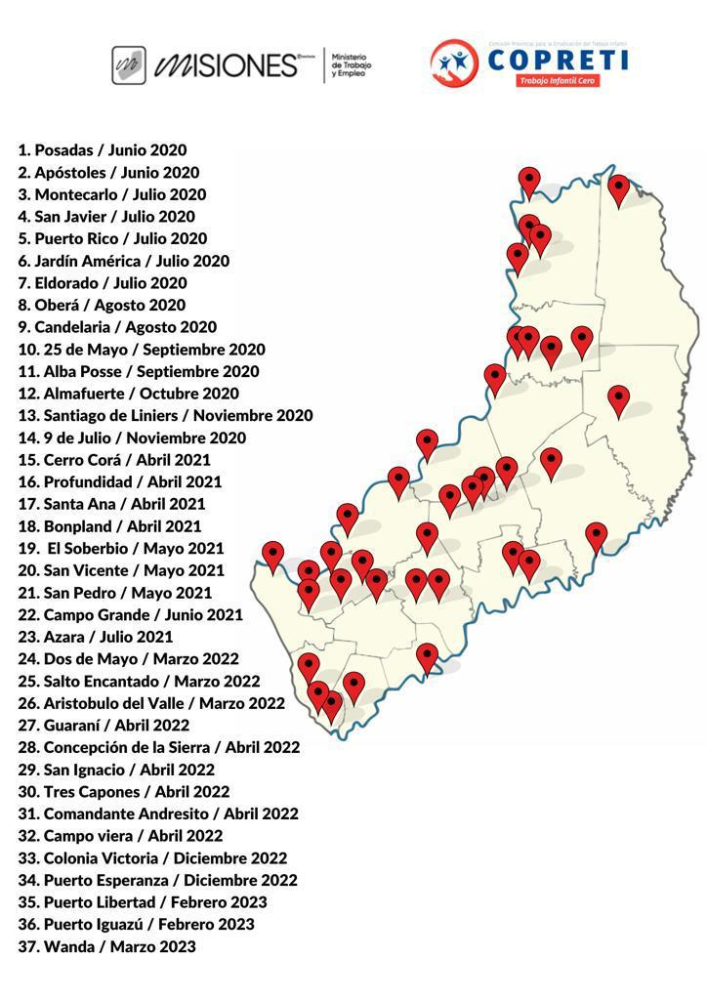 MISIONES
Ministerio
de Trabajo
y Empleo
Comisión Provincial para la Erradicación del Trabajo Infantil
COPRETI
Trabajo Infantil Cero
1. Posadas / Junio 2020
2. Apóstoles / Junio 2020
3. Montecarlo / Julio 2020
4. San Javier / Julio 2020
5. Puerto Rico / Julio 2020
6. Jardín América / Julio 2020
7. Eldorado / Julio 2020
8. Oberá / Agosto 2020
9. Candelaria / Agosto 2020
10. 25 de Mayo / Septiembre 2020
11. Alba Posse / Septiembre 2020
12. Almafuerte / Octubre 2020
13. Santiago de Liniers / Noviembre 2020
14. 9 de Julio / Noviembre 2020
15. Cerro Corá / Abril 2021
16. Profundidad / Abril 2021
17. Santa Ana / Abril 2021
18. Bonpland / Abril 2021
19. El Soberbio / Mayo 2021
20. San Vicente / Mayo 2021
21. San Pedro / Mayo 2021
22. Campo Grande / Junio 2021
23. Azara / Julio 2021
24. Dos de Mayo / Marzo 2022
25. Salto Encantado / Marzo 2022
26. Aristobulo del Valle / Marzo 2022
27. Guaraní / Abril 2022
28. Concepción de la Sierra / Abril 2022
29. San Ignacio / Abril 2022
30. Tres Capones / Abril 2022
31. Comandante Andresito / Abril 2022
32. Campo viera / Abril 2022
33. Colonia Victoria / Diciembre 2022
34. Puerto Esperanza / Diciembre 2022
35. Puerto Libertad / Febrero 2023
36. Puerto Iguazú / Febrero 2023
37. Wanda / Marzo 2023